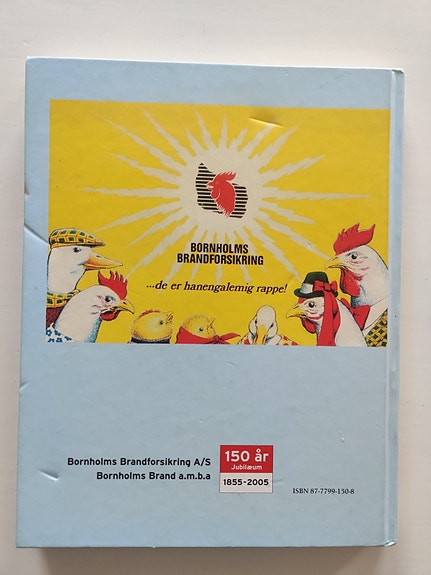 BORNHOLMS
BRANDFORSIKRING
...de er hanengalemig rappe!
Bornholms Brandforsikring A/S
Bornholms Brand a.m.b.a
150 år
Jubilæum
1855-2005
ISBN 87-7799-150-8